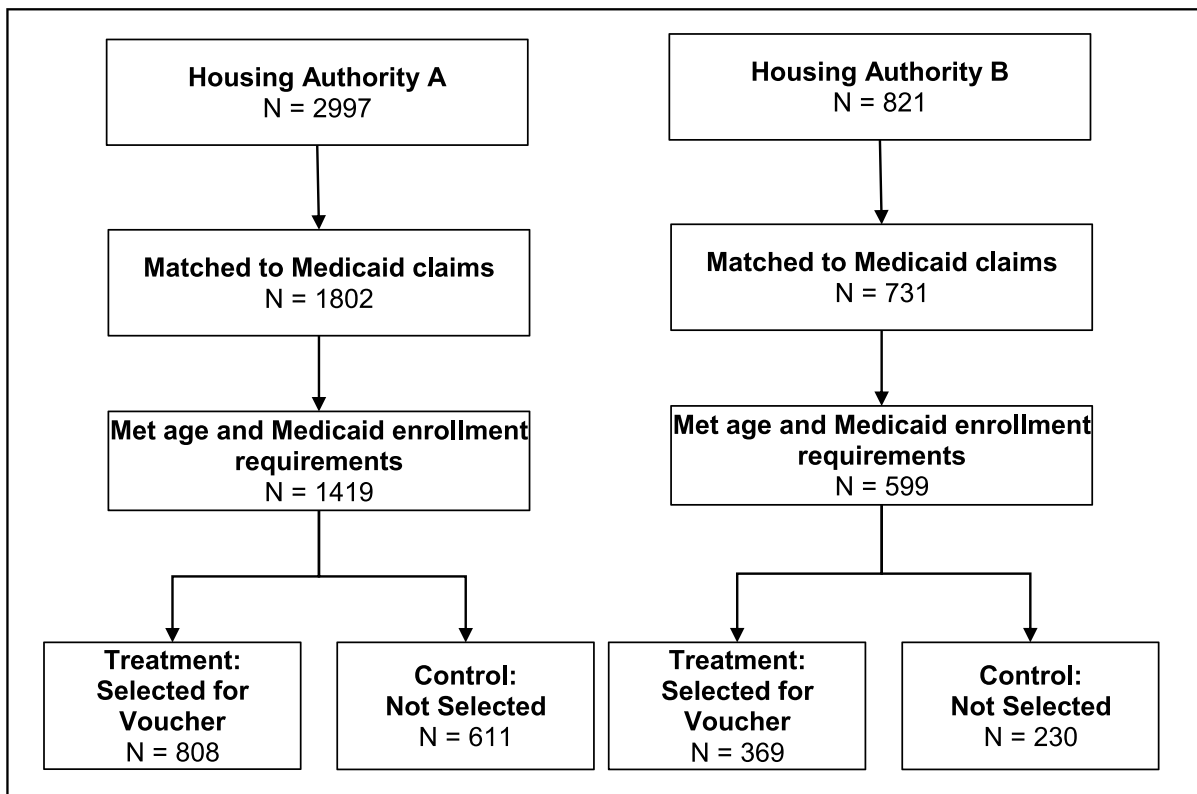 Housing Authority A
N = 2997
Matched to Medicaid claims
N = 1802
Met age and Medicaid enrollment
requirements
N = 1419
Treatment:
Selected for
Voucher
N = 808
Control:
Not Selected
N = 611
Housing Authority B
N = 821
Matched to Medicaid claims
N = 731
Met age and Medicaid enrollment
requirements
N = 599
Treatment:
Selected for
Voucher
N = 369
Control:
Not Selected
N = 230